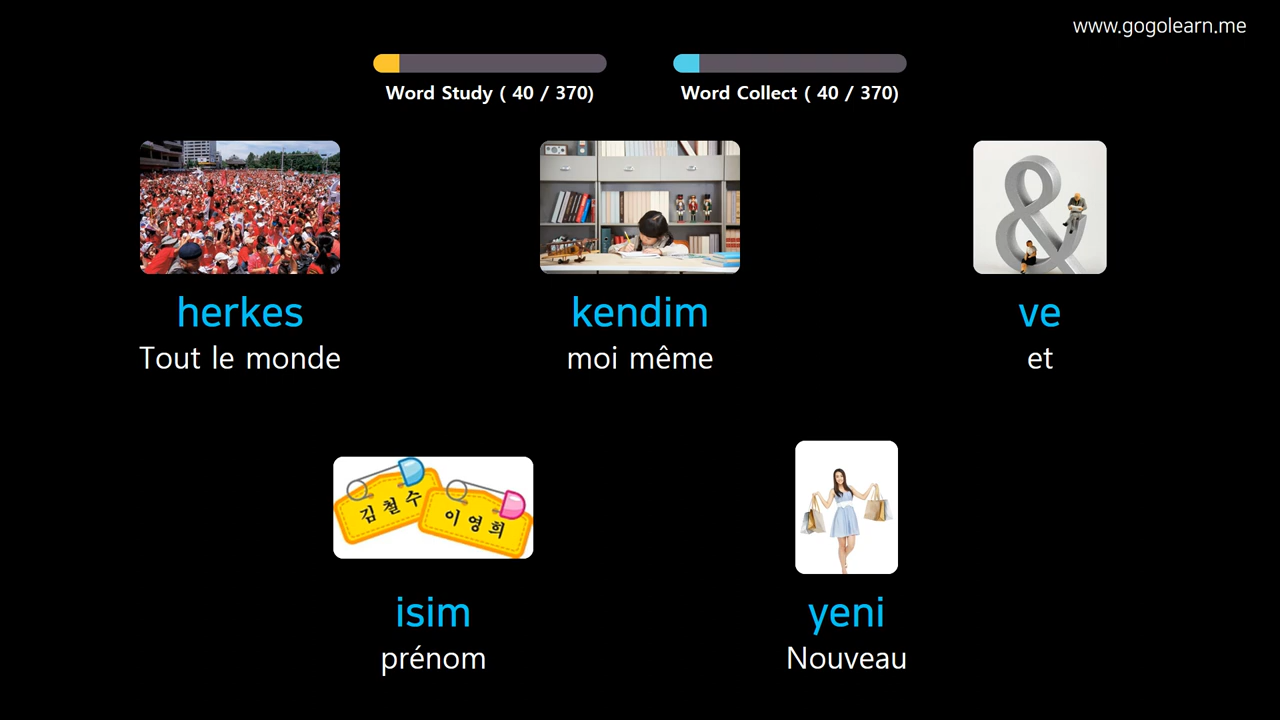 www.gogolearn.me
Word Study ( 40 / 370)
Word Collect ( 40 / 370)
herkes
Tout le monde
kendim
moi même
&
ve
et
김철수
이영희
isim
prénom
yeni
Nouveau